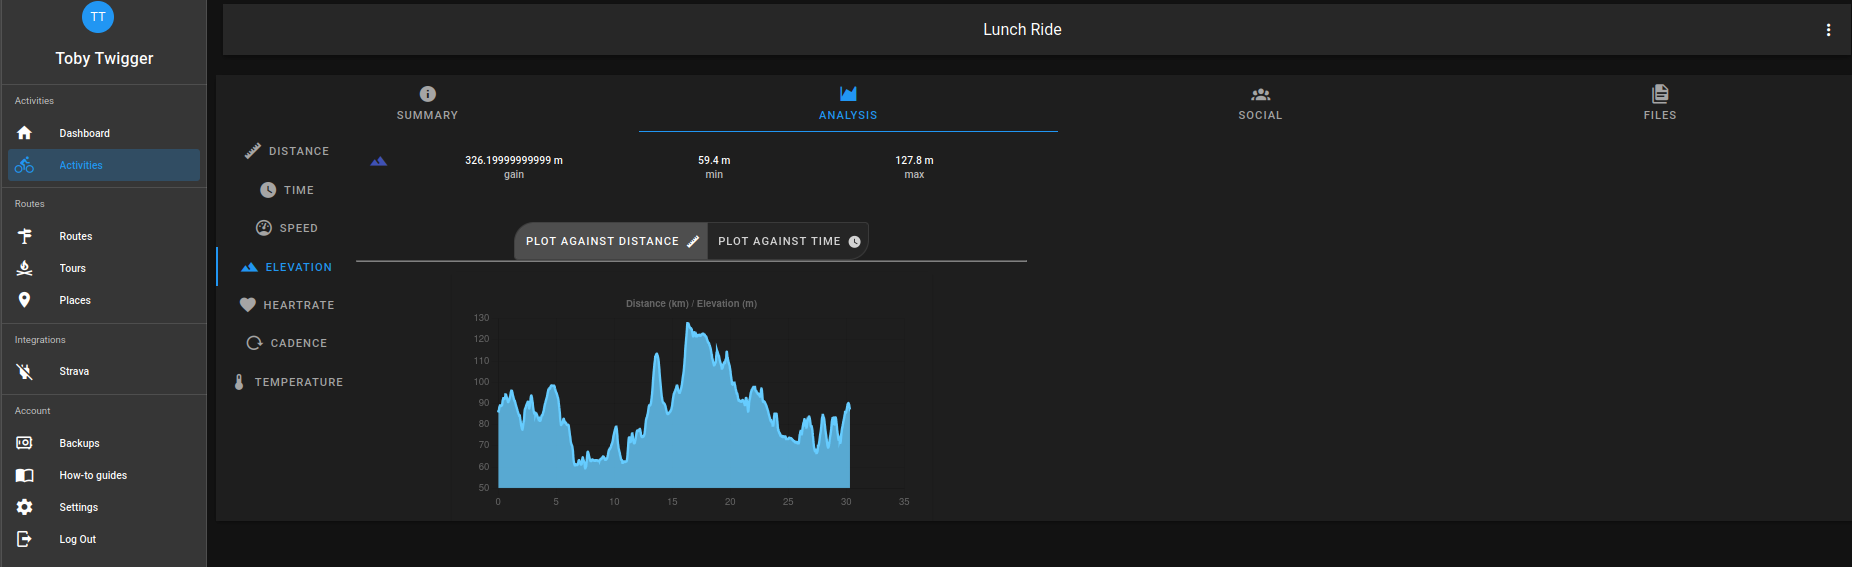 TT
Toby Twigger
Activities
Dashboard
Activities
Routes
Routes
Tours
Places
Integrations
Strava
Account
Backups
How-to guides
Settings
Log Out
Lunch Ride
SUMMARY
ANALYSIS
SOCIAL
FILES
DISTANCE
TIME
SPEED
ELEVATION
HEARTRATE
CADENCE
TEMPERATURE
326.19999999999 m
gain
59.4 m
min
127.8 m
max
PLOT AGAINST DISTANCE
PLOT AGAINST TIME
Distance (km) / Elevation (m)
130
120
110
100
90
80
70
60
50
0 5 10 15 20 25 30 35